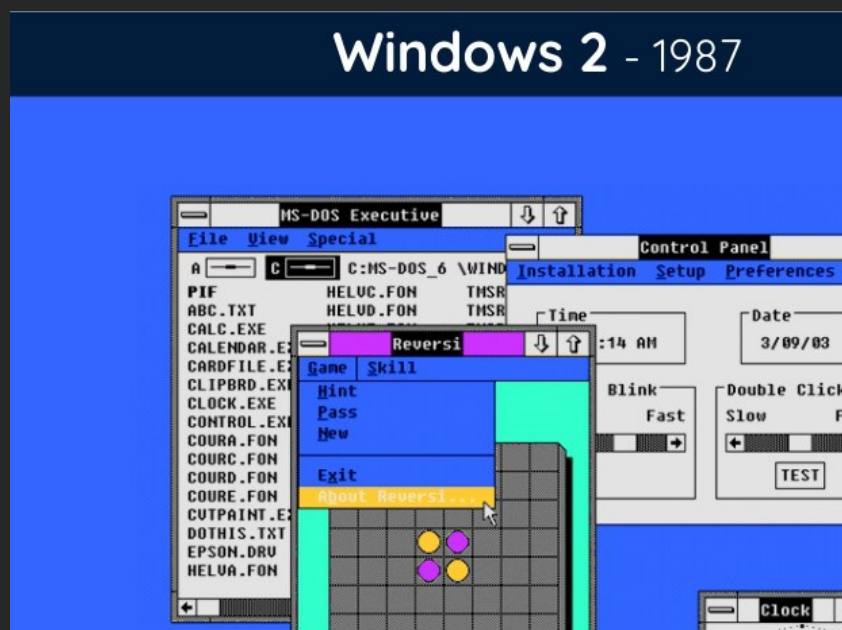 Windows 2 - 1987
MS-DOS Executive
File View Special
A C C:MS-DOS_6 \WIND
PIF HELVC.FON TMSR
ABC.TXT HELVD.FON TMSR
CALC.EXE
CALENDAR.E
CARDFILE.E
CLIPBRD.EX
CLOCK.EXE
CONTROL.EX
COURA.FON
COURC.FON
COURD.FON
COURE.FON
CVTPAINT.E
DOTHIS.TXT
EPSON.DRV
HELVA.FON
Control Panel
Installation Setup Preferences
Time
:14 AM
Date
3/09/03
Blink
Fast
Double Click
Slow F
TEST
Reversi
Game Skill
Hint
Pass
New
Exit
About Reversi...
Clock